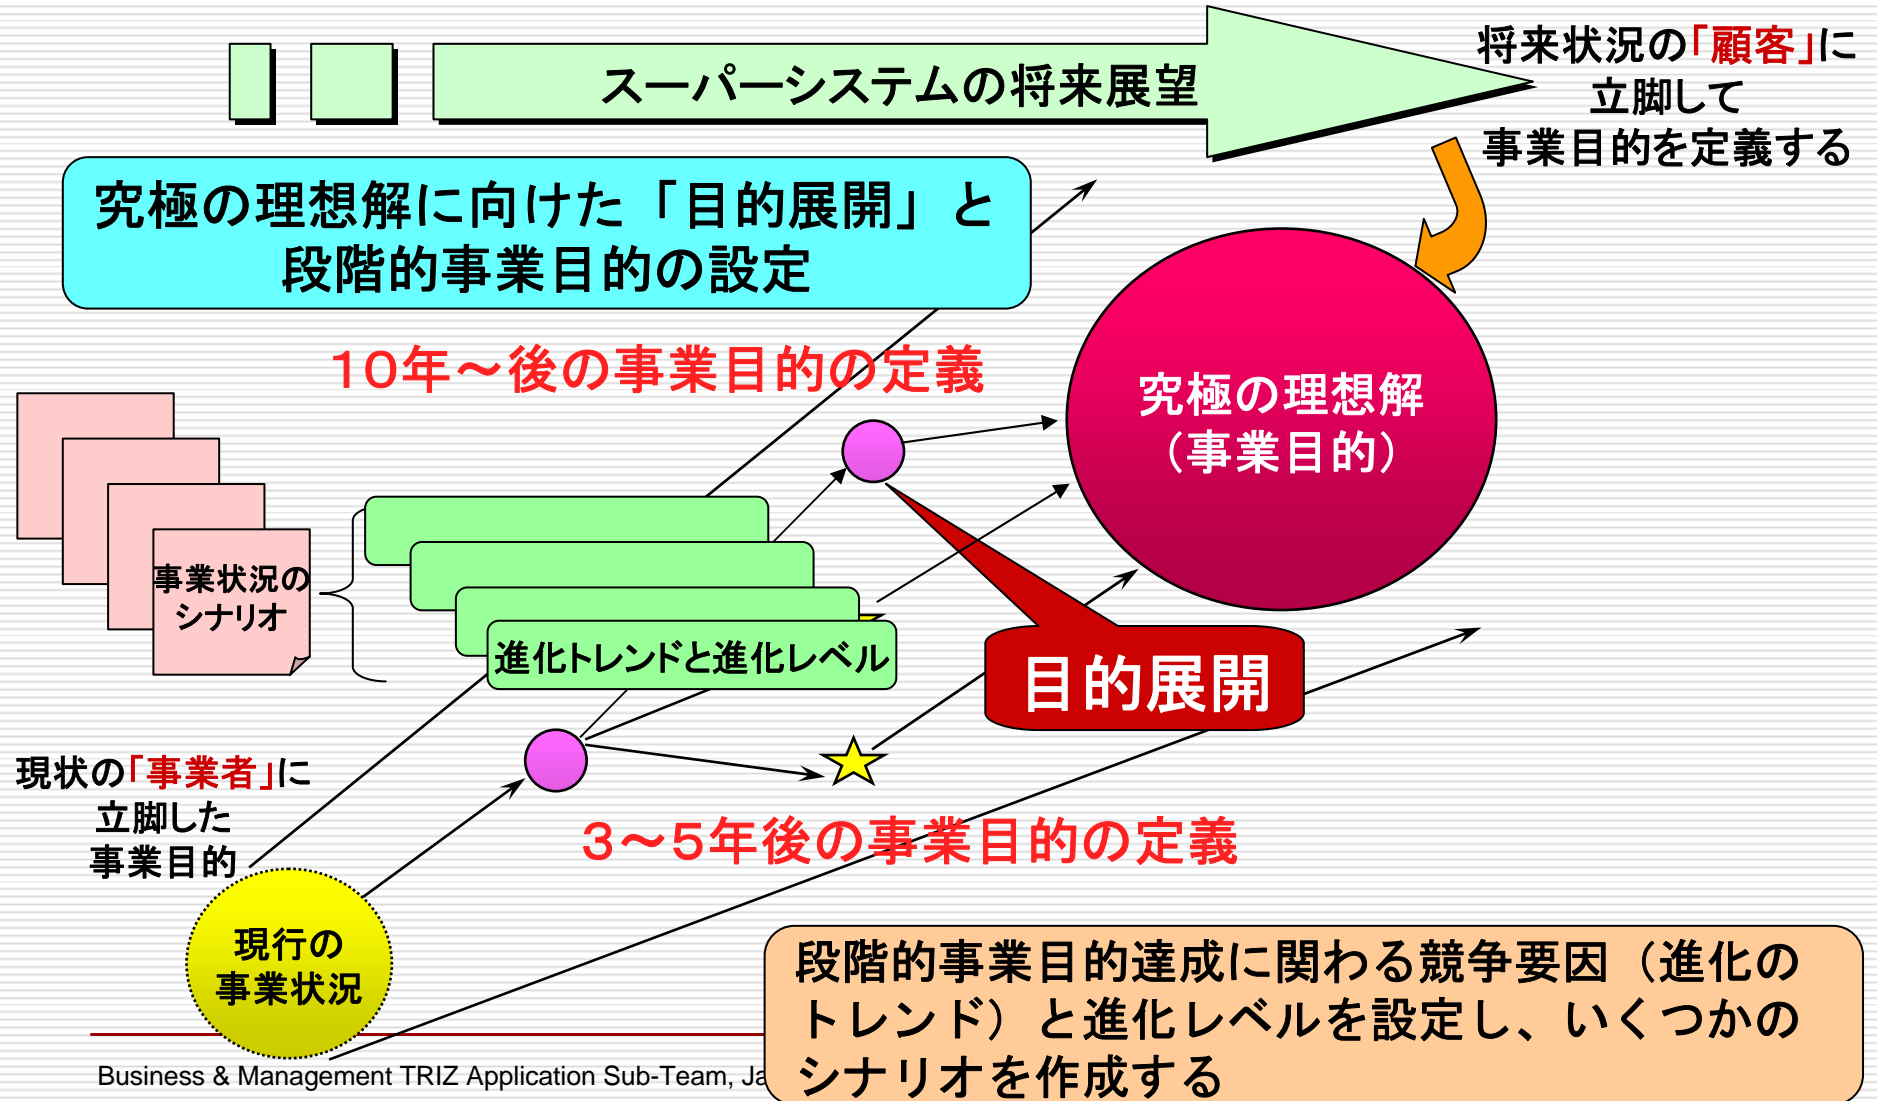 スーパーシステムの将来展望
将来状況の「顧客」に
立脚して
事業目的を定義する
究極の理想解に向けた「目的展開」と
段階的事業目的の設定
10年～後の事業目的の定義
究極の理想解
（事業目的）
事業状況の
シナリオ
進化トレンドと進化レベル
目的展開
現状の「事業者」に
立脚した
事業目的
3～5年後の事業目的の定義
現行の
事業状況
段階的事業目的達成に関わる競争要因（進化の
トレンド）と進化レベルを設定し、いくつかの
シナリオを作成する
Business & Management TRIZ Application Sub-Team, Ja